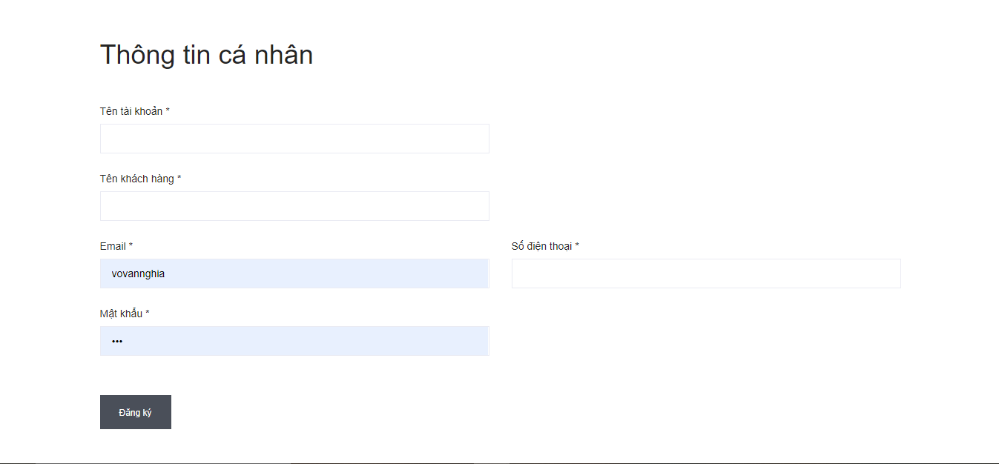 Thông tin cá nhân
Tên tài khoản *
Tên khách hàng *
Email *
Số điện thoại *
vovannghia
Mật khẩu *
•••
Đăng ký